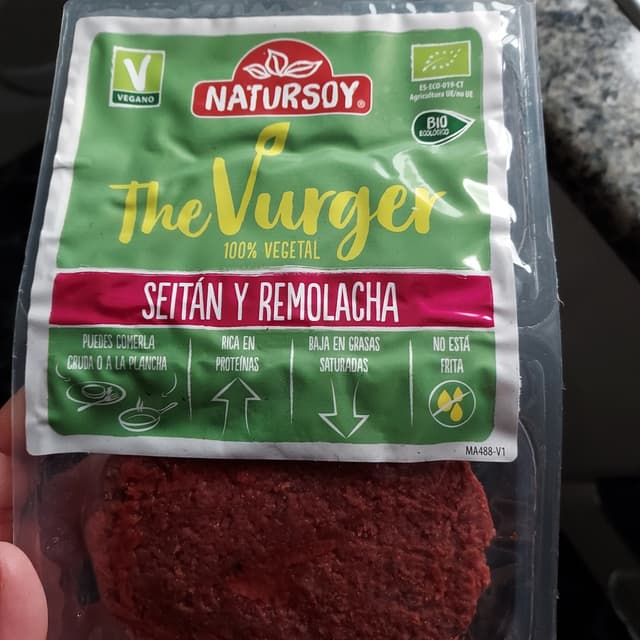 V
VEGANO
NATURSOY®
ES-ECO-019-CT
Agricultura UE/no UE
BIO
ECOLÓGICO
The Vurger
100% VEGETAL
SEITÁN Y REMOLACHA
PUEDES COMERLA
CRUDA O A LA PLANCHA
RICA EN
PROTEÍNAS
BAJA EN GRASAS
SATURADAS
NO ESTÁ
FRITA
MA488-V1